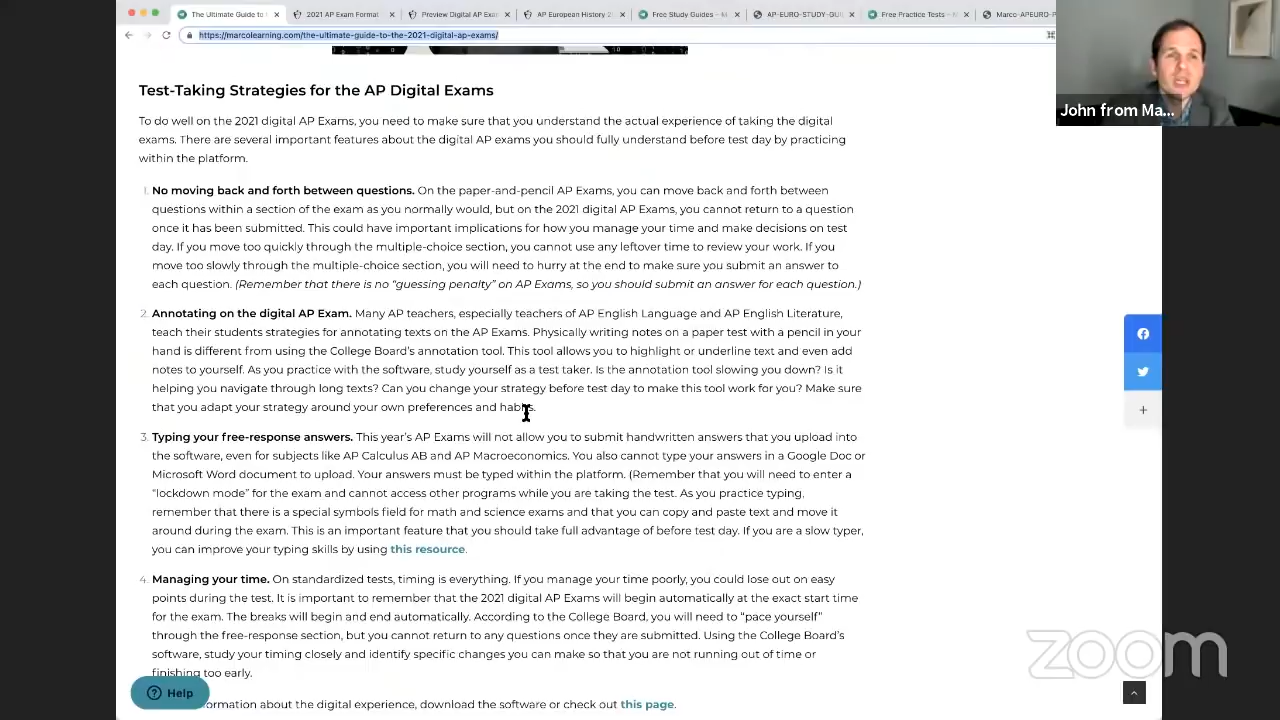 The Ultimate Guide to
2021 AP Exam Format
Preview Digital AP Exa
AP European History 2
Free Study Guides –
AP-EURO-STUDY-GUI
Free Practice Tests –
Marco-APEURO-P
https://marcolearning.com/the-ultimate-guide-to-the-2021-digital-ap-exams/
John from Ma...
Test-Taking Strategies for the AP Digital Exams
To do well on the 2021 digital AP Exams, you need to make sure that you understand the actual experience of taking the digital
exams. There are several important features about the digital AP exams you should fully understand before test day by practicing
within the platform.
1. No moving back and forth between questions. On the paper-and-pencil AP Exams, you can move back and forth between
questions within a section of the exam as you normally would, but on the 2021 digital AP Exams, you cannot return to a question
once it has been submitted. This could have important implications for how you manage your time and make decisions on test
day. If you move too quickly through the multiple-choice section, you cannot use any leftover time to review your work. If you
move too slowly through the multiple-choice section, you will need to hurry at the end to make sure you submit an answer to
each question. (Remember that there is no “guessing penalty” on AP Exams, so you should submit an answer for each question.)
2. Annotating on the digital AP Exam. Many AP teachers, especially teachers of AP English Language and AP English Literature,
teach their students strategies for annotating texts on the AP Exams. Physically writing notes on a paper test with a pencil in your
hand is different from using the College Board’s annotation tool. This tool allows you to highlight or underline text and even add
notes to yourself. As you practice with the software, study yourself as a test taker. Is the annotation tool slowing you down? Is it
helping you navigate through long texts? Can you change your strategy before test day to make this tool work for you? Make sure
that you adapt your strategy around your own preferences and habits.
3. Typing your free-response answers. This year’s AP Exams will not allow you to submit handwritten answers that you upload into
the software, even for subjects like AP Calculus AB and AP Macroeconomics. You also cannot type your answers in a Google Doc or
Microsoft Word document to upload. Your answers must be typed within the platform. (Remember that you will need to enter a
“lockdown mode” for the exam and cannot access other programs while you are taking the test. As you practice typing,
remember that there is a special symbols field for math and science exams and that you can copy and paste text and move it
around during the exam. This is an important feature that you should take full advantage of before test day. If you are a slow typer,
you can improve your typing skills by using this resource.
4. Managing your time. On standardized tests, timing is everything. If you manage your time poorly, you could lose out on easy
points during the test. It is important to remember that the 2021 digital AP Exams will begin automatically at the exact start time
for the exam. The breaks will begin and end automatically. According to the College Board, you will need to “pace yourself”
through the free-response section, but you cannot return to any questions once they are submitted. Using the College Board’s
software, study your timing closely and identify specific changes you can make so that you are not running out of time or
finishing too early.
Help
ormation about the digital experience, download the software or check out this page.
zoom